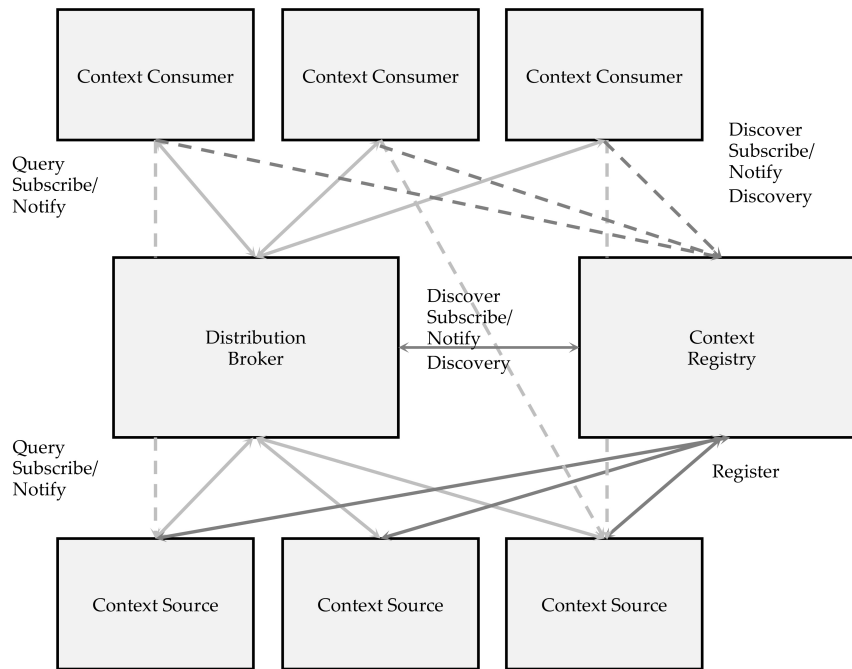 Context Consumer
Context Consumer
Context Consumer
Query
Subscribe/
Notify
Discover
Subscribe/
Notify
Discovery
Distribution
Broker
Discover
Subscribe/
Notify
Discovery
Context
Registry
Query
Subscribe/
Notify
Register
Context Source
Context Source
Context Source